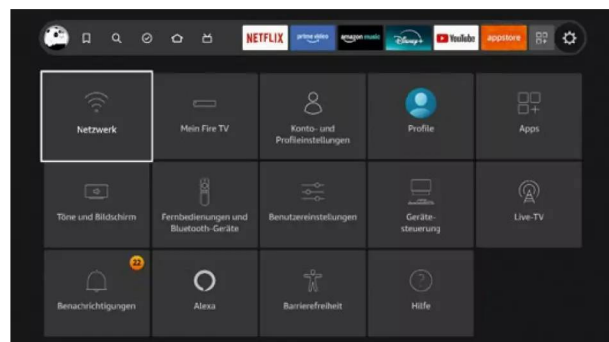 NETFLIX prime video amazon music Disney+ YouTube appstore
Netzwerk
Mein Fire TV
Konto- und
Profileinstellungen
Profile
Apps
Töne und Bildschirm
Fernbedienungen und
Bluetooth-Geräte
Benutzereinstellungen
Geräte-
steuerung
Live-TV
22
Benachrichtigungen
Alexa
Barrierefreiheit
Hilfe